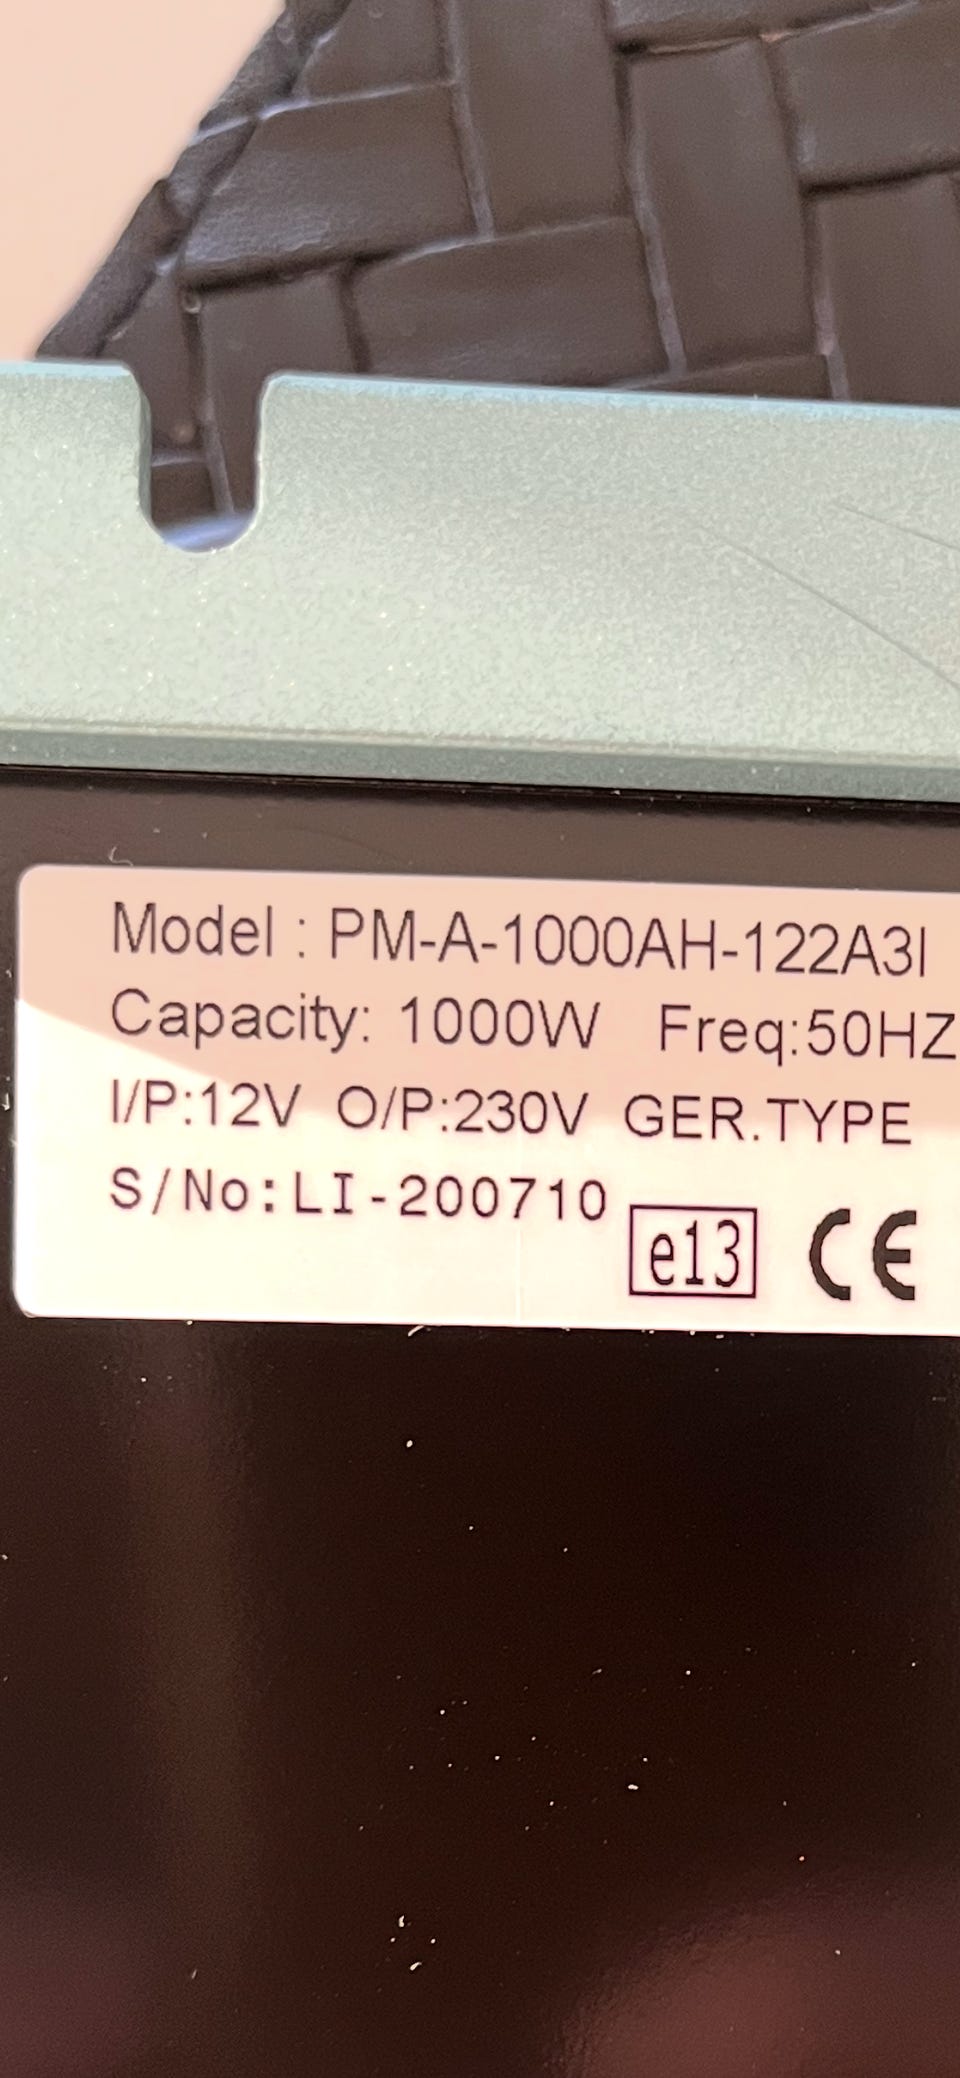 Model : PM-A-1000AH-122A3I
Capacity: 1000W Freq:50HZ
I/P:12V O/P:230V GER.TYPE
S/No:LI-200710
e13 CE